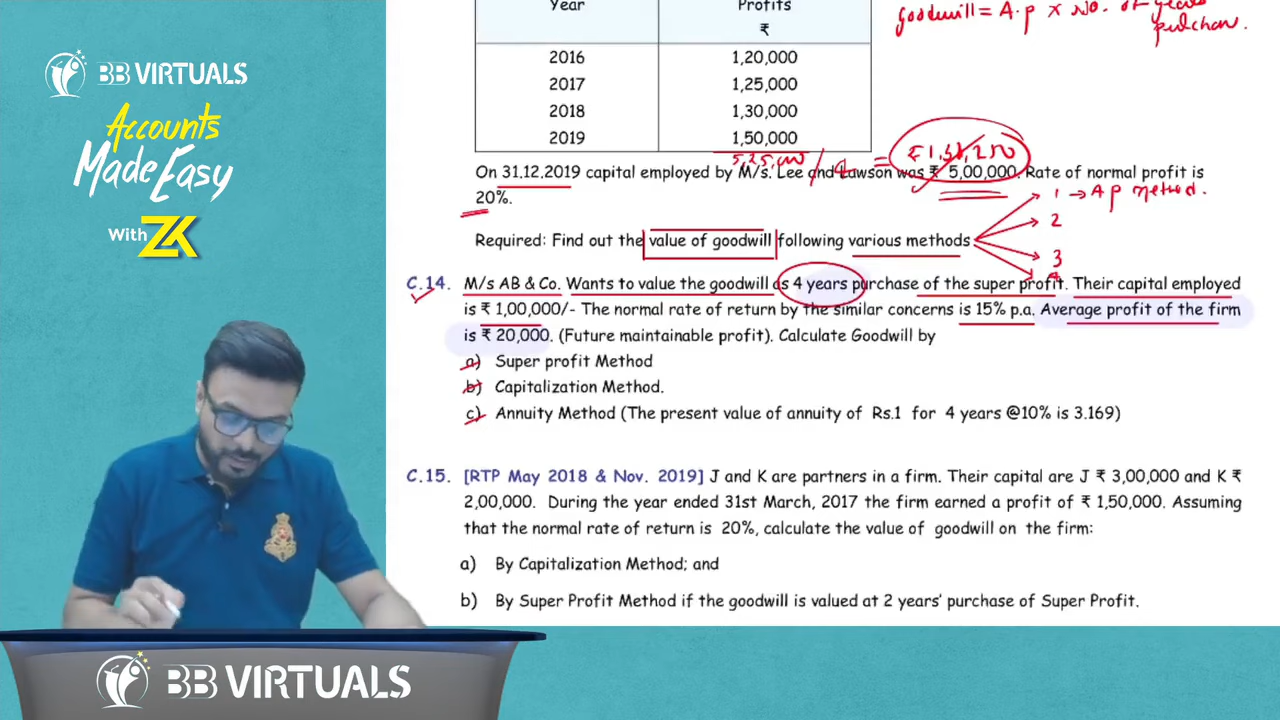 Year Profits
₹
goodwill = A.p x No. of years
purchase.
BB VIRTUALS
Accounts
Made Easy
With ZK
2016 1,20,000
2017 1,25,000
2018 1,30,000
2019 1,50,000
5,25,000 / 4 = ₹ 1,31,250
On 31.12.2019 capital employed by M/s. Lee and Lawson was ₹ 5,00,000. Rate of normal profit is
20%.
1 → A p method.
2
3
4
Required: Find out the value of goodwill following various methods
C.14. M/s AB & Co. Wants to value the goodwill as 4 years purchase of the super profit. Their capital employed
is ₹ 1,00,000/- The normal rate of return by the similar concerns is 15% p.a. Average profit of the firm
is ₹ 20,000. (Future maintainable profit). Calculate Goodwill by
a) Super profit Method
b) Capitalization Method.
c) Annuity Method (The present value of annuity of Rs.1 for 4 years @10% is 3.169)
C.15. [RTP May 2018 & Nov. 2019] J and K are partners in a firm. Their capital are J ₹ 3,00,000 and K ₹
2,00,000. During the year ended 31st March, 2017 the firm earned a profit of ₹ 1,50,000. Assuming
that the normal rate of return is 20%, calculate the value of goodwill on the firm:
a) By Capitalization Method; and
b) By Super Profit Method if the goodwill is valued at 2 years' purchase of Super Profit.
BB VIRTUALS